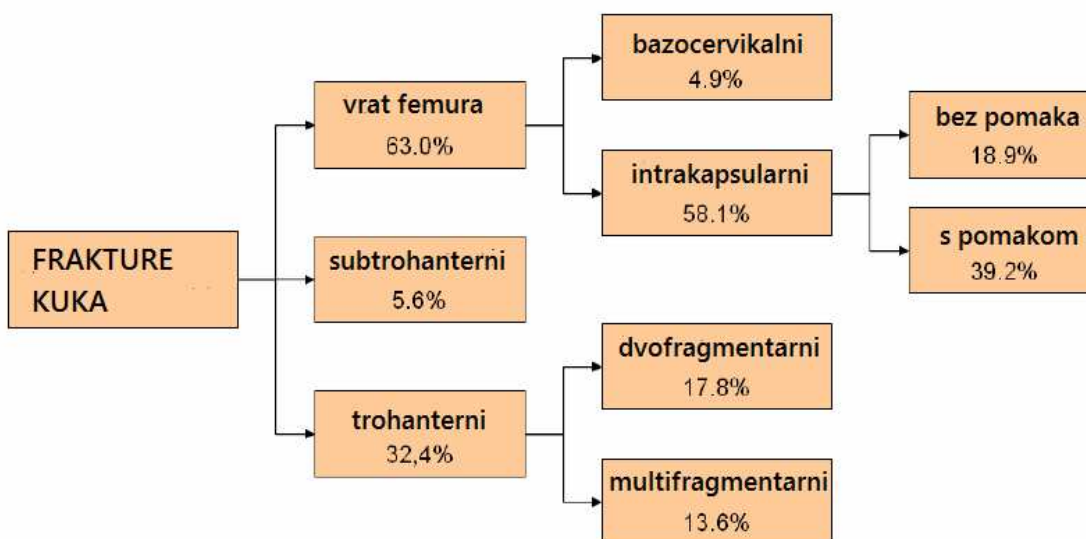 FRAKTURE
KUKA
vrat femura
63.0%
subtrohanterni
5.6%
trohanterni
32,4%
bazocervikalni
4.9%
intrakapsularni
58.1%
dvofragmentarni
17.8%
multifragmentarni
13.6%
bez pomaka
18.9%
s pomakom
39.2%